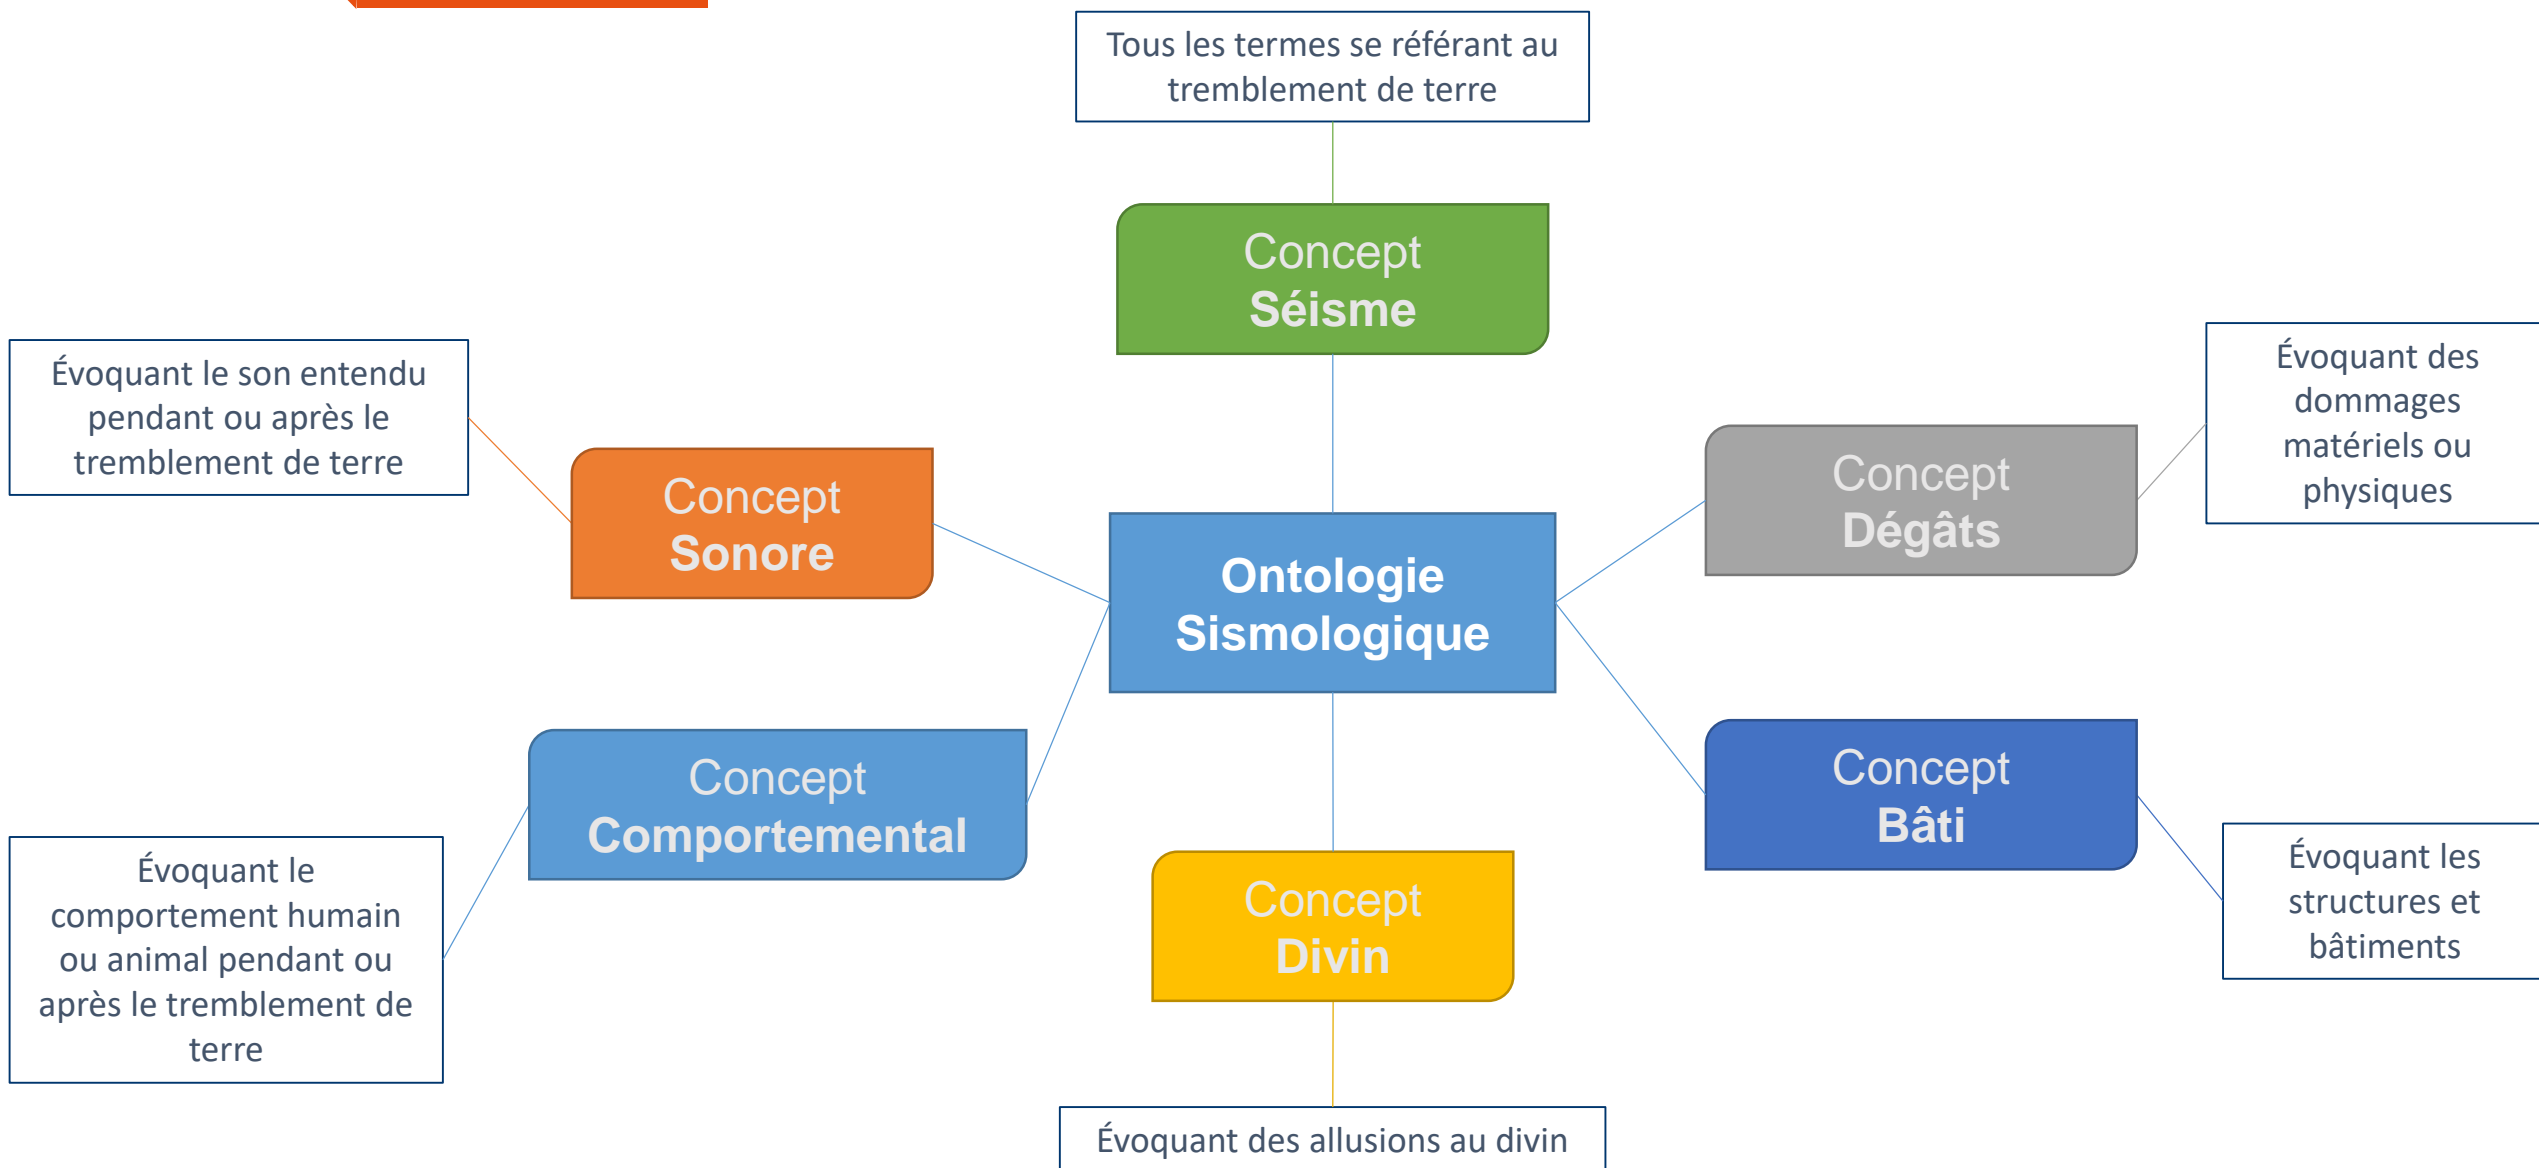 Tous les termes se référant au
tremblement de terre
Concept
Séisme
Évoquant le son entendu
pendant ou après le
tremblement de terre
Concept
Sonore
Évoquant des
dommages
matériels ou
physiques
Concept
Dégâts
Ontologie
Sismologique
Concept
Comportemental
Évoquant le
comportement humain
ou animal pendant ou
après le tremblement de
terre
Concept
Bâti
Évoquant les
structures et
bâtiments
Concept
Divin
Évoquant des allusions au divin